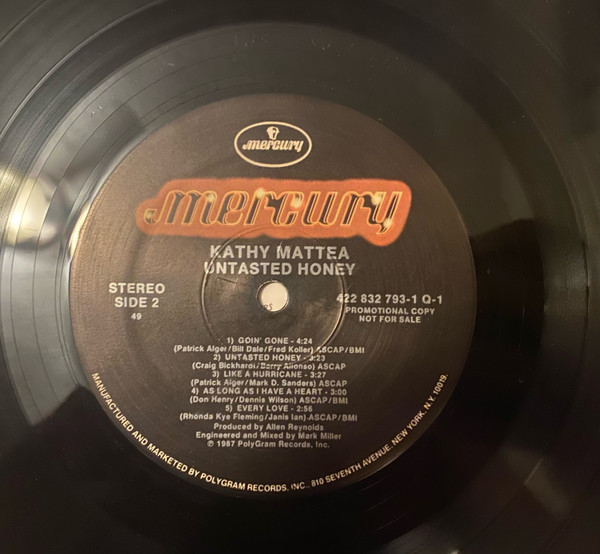 mercury
mercury
KATHY MATTEA
UNTASTED HONEY
STEREO
SIDE 2
49
422 832 793-1 Q-1
PROMOTIONAL COPY
NOT FOR SALE
1) GOIN' GONE - 4:24
(Patrick Alger/Bill Dale/Fred Koller) ASCAP/BMI
2) UNTASTED HONEY - 3:23
(Craig Bickhardt/Barry Alfonso) ASCAP
3) LIKE A HURRICANE - 3:27
(Patrick Alger/Mark D. Sanders) ASCAP
4) AS LONG AS I HAVE A HEART - 3:00
(Don Henry/Dennis Wilson) ASCAP/BMI
5) EVERY LOVE - 2:56
(Rhonda Kye Fleming/Janis Ian) ASCAP/BMI
Produced by Allen Reynolds
Engineered and Mixed by Mark Miller
℗ 1987 PolyGram Records, Inc.
MANUFACTURED AND MARKETED BY POLYGRAM RECORDS, INC., 810 SEVENTH AVENUE, NEW YORK, N.Y. 10019.